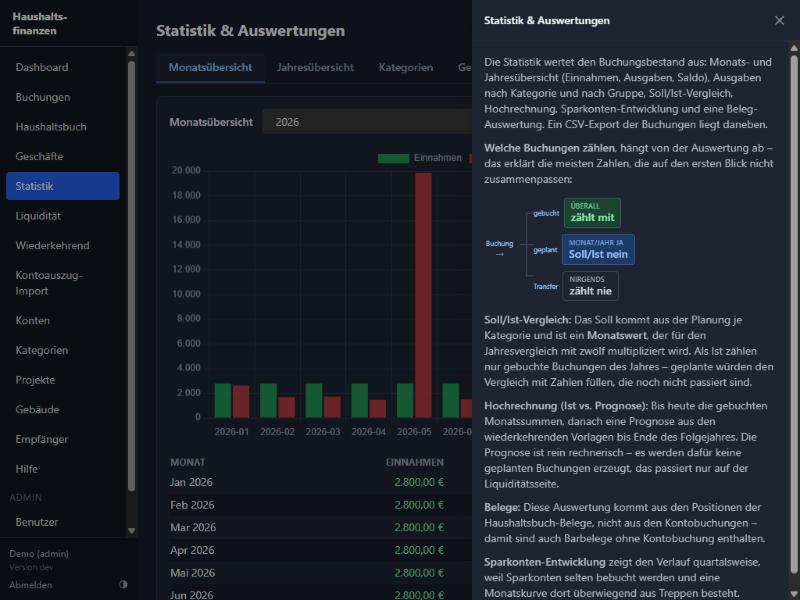 Haushalts-
finanzen
Dashboard
Buchungen
Haushaltsbuch
Geschäfte
Statistik
Liquidität
Wiederkehrend
Kontoauszug-
Import
Konten
Kategorien
Projekte
Gebäude
Empfänger
Hilfe
ADMIN
Benutzer
Demo (admin)
Version dev
Abmelden
Statistik & Auswertungen
Monatsübersicht
Jahresübersicht
Kategorien
Ge
Monatsübersicht
2026
Einnahmen
20.000
18.000
16.000
14.000
12.000
10.000
8.000
6.000
4.000
2.000
0
2026-01
2026-02
2026-03
2026-04
2026-05
2026-0
MONAT EINNAHMEN
Jan 2026 2.800,00 €
Feb 2026 2.800,00 €
Mar 2026 2.800,00 €
Apr 2026 2.800,00 €
Mai 2026 2.800,00 €
Jun 2026 2.800,00 €
Statistik & Auswertungen
Die Statistik wertet den Buchungsbestand aus: Monats- und
Jahresübersicht (Einnahmen, Ausgaben, Saldo), Ausgaben
nach Kategorie und nach Gruppe, Soll/Ist-Vergleich,
Hochrechnung, Sparkonten-Entwicklung und eine Beleg-
Auswertung. Ein CSV-Export der Buchungen liegt daneben.
Welche Buchungen zählen, hängt von der Auswertung ab –
das erklärt die meisten Zahlen, die auf den ersten Blick nicht
zusammenpassen:
Buchung
→
gebucht
ÜBERALL
zählt mit
geplant
MONAT/JAHR JA
Soll/Ist nein
Transfer
NIRGENDS
zählt nie
Soll/Ist-Vergleich: Das Soll kommt aus der Planung je
Kategorie und ist ein Monatswert, der für den
Jahresvergleich mit zwölf multipliziert wird. Als Ist zählen
nur gebuchte Buchungen des Jahres – geplante würden den
Vergleich mit Zahlen füllen, die noch nicht passiert sind.
Hochrechnung (Ist vs. Prognose): Bis heute die gebuchten
Monatssummen, danach eine Prognose aus den
wiederkehrenden Vorlagen bis Ende des Folgejahres. Die
Prognose ist rein rechnerisch – es werden dafür keine
geplanten Buchungen erzeugt, das passiert nur auf der
Liquiditätsseite.
Belege: Diese Auswertung kommt aus den Positionen der
Haushaltsbuch-Belege, nicht aus den Kontobuchungen –
damit sind auch Barbelege ohne Kontobuchung enthalten.
Sparkonten-Entwicklung zeigt den Verlauf quartalsweise,
weil Sparkonten selten bebucht werden und eine
Monatskurve dort überwiegend aus Treppen besteht.